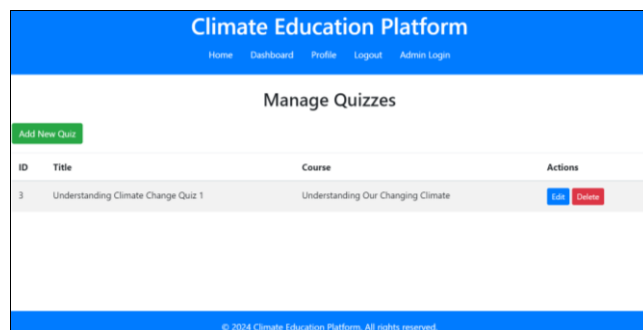 Climate Education Platform
Home Dashboard Profile Logout Admin Login
Manage Quizzes
Add New Quiz
ID Title Course Actions
3 Understanding Climate Change Quiz 1 Understanding Our Changing Climate Edit Delete
© 2024 Climate Education Platform. All rights reserved.